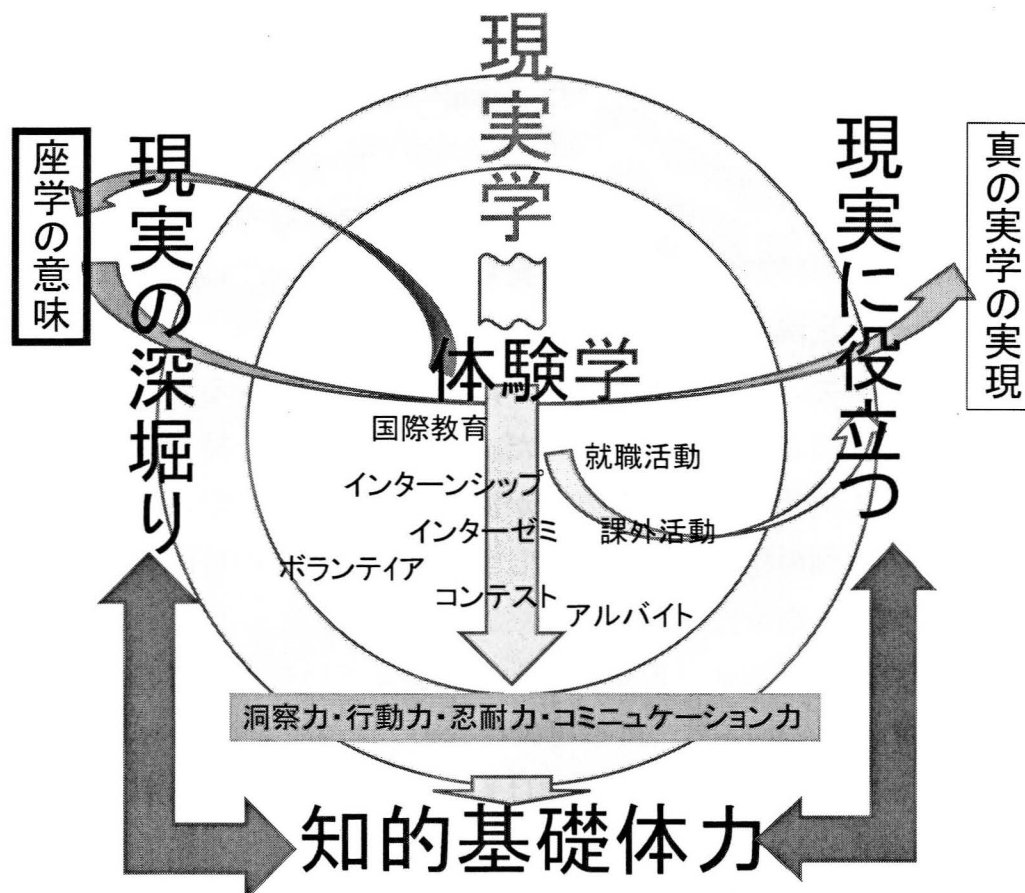 現実学
座学の意味
現実の深堀り
現実に役立つ
真の実学の実現
体験学
国際教育
就職活動
インターンシップ
インターゼミ
課外活動
ボランティア
コンテスト
アルバイト
洞察力・行動力・忍耐力・コミニュケーション力
知的基礎体力